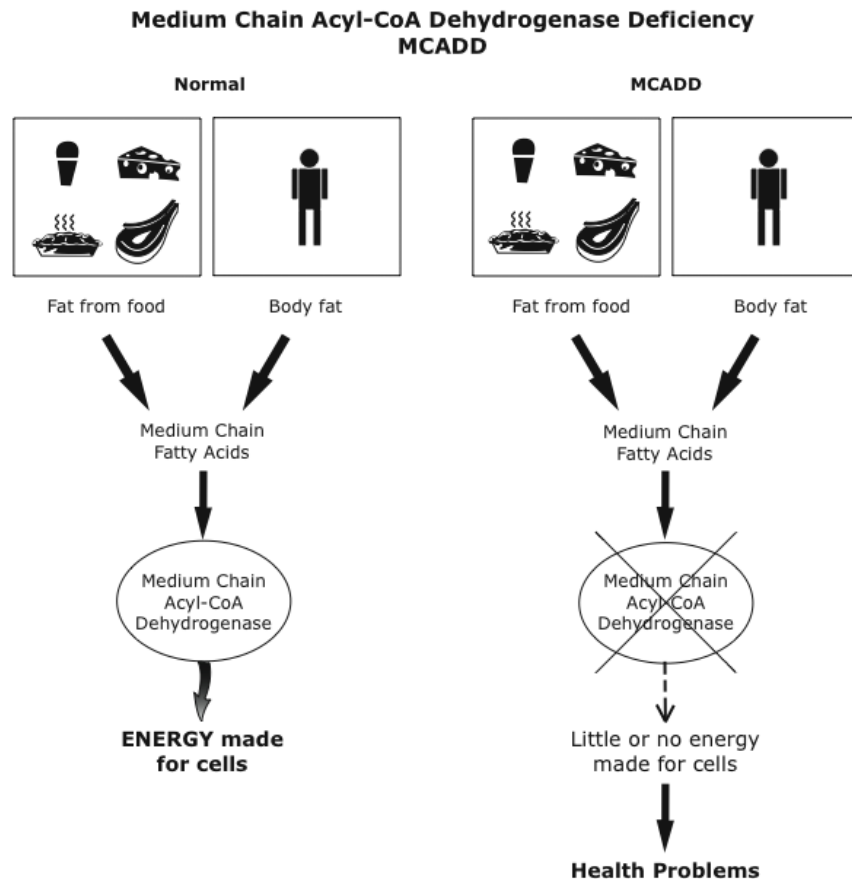 Medium Chain Acyl-CoA Dehydrogenase Deficiency
MCADD
Normal
Fat from food
Body fat
Medium Chain
Fatty Acids
Medium Chain
Acyl-CoA
Dehydrogenase
ENERGY made
for cells
MCADD
Fat from food
Body fat
Medium Chain
Fatty Acids
Medium Chain
Acyl-CoA
Dehydrogenase
Little or no energy
made for cells
Health Problems